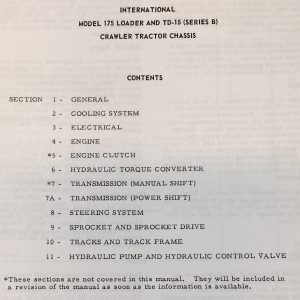 INTERNATIONAL
MODEL 175 LOADER AND TD-15 (SERIES B)
CRAWLER TRACTOR CHASSIS
CONTENTS
SECTION 1 - GENERAL
2 - COOLING SYSTEM
3 - ELECTRICAL
4 - ENGINE
*5 - ENGINE CLUTCH
6 - HYDRAULIC TORQUE CONVERTER
*7 - TRANSMISSION (MANUAL SHIFT)
7A - TRANSMISSION (POWER SHIFT)
8 - STEERING SYSTEM
9 - SPROCKET AND SPROCKET DRIVE
10 - TRACKS AND TRACK FRAME
11 - HYDRAULIC PUMP AND HYDRAULIC CONTROL VALVE
*These sections are not covered in this manual. They will be included in
a revision of the manual as soon as the information is available.